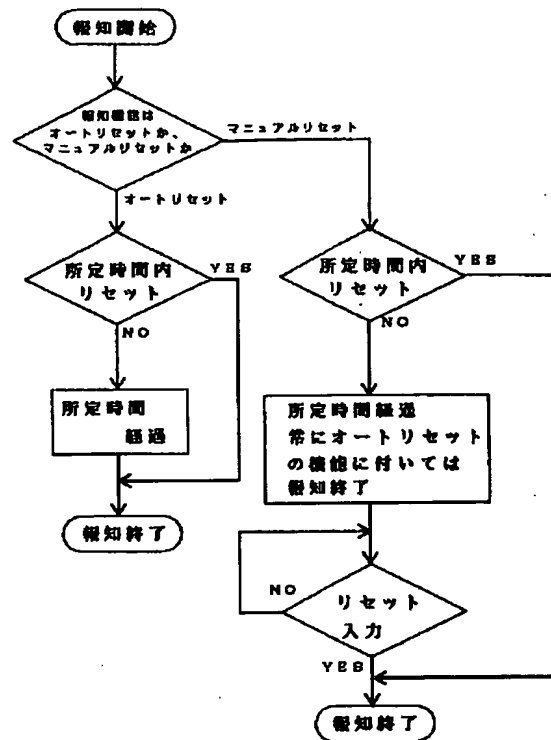 報知開始
報知機能は
オートリセットか、
マニュアルリセットか
マニュアルリセット
オートリセット
所定時間内
リセット
YES
NO
所定時間
経過
報知終了
所定時間内
リセット
YES
NO
所定時間経過
常にオートリセット
の機能に付いては
報知終了
リセット
入力
NO
YES
報知終了